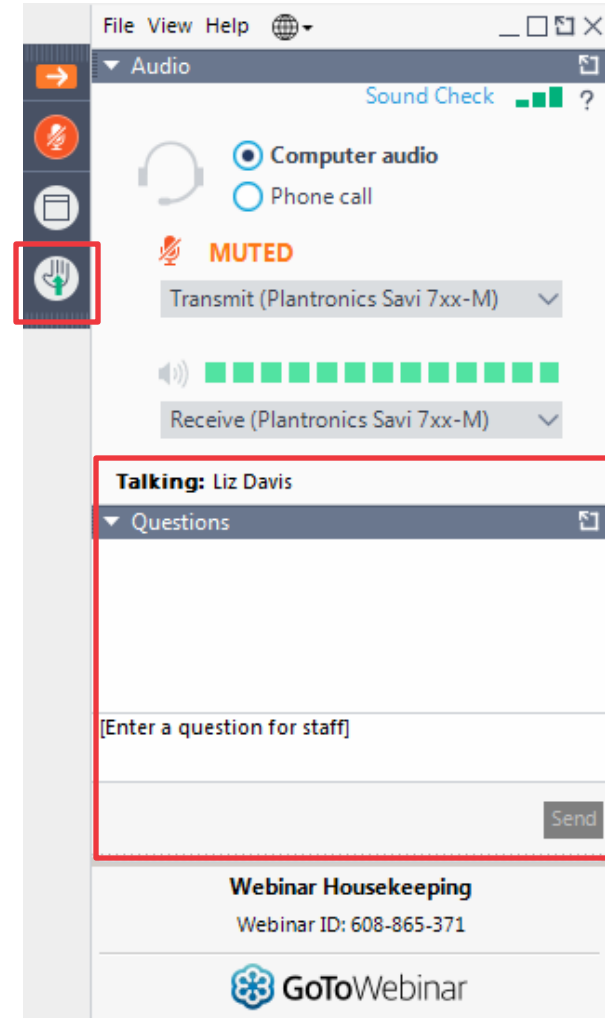 File View Help
Audio
Sound Check ?
Computer audio
Phone call
MUTED
Transmit (Plantronics Savi 7xx-M)
Receive (Plantronics Savi 7xx-M)
Talking: Liz Davis
Questions
[Enter a question for staff]
Send
Webinar Housekeeping
Webinar ID: 608-865-371
GoToWebinar